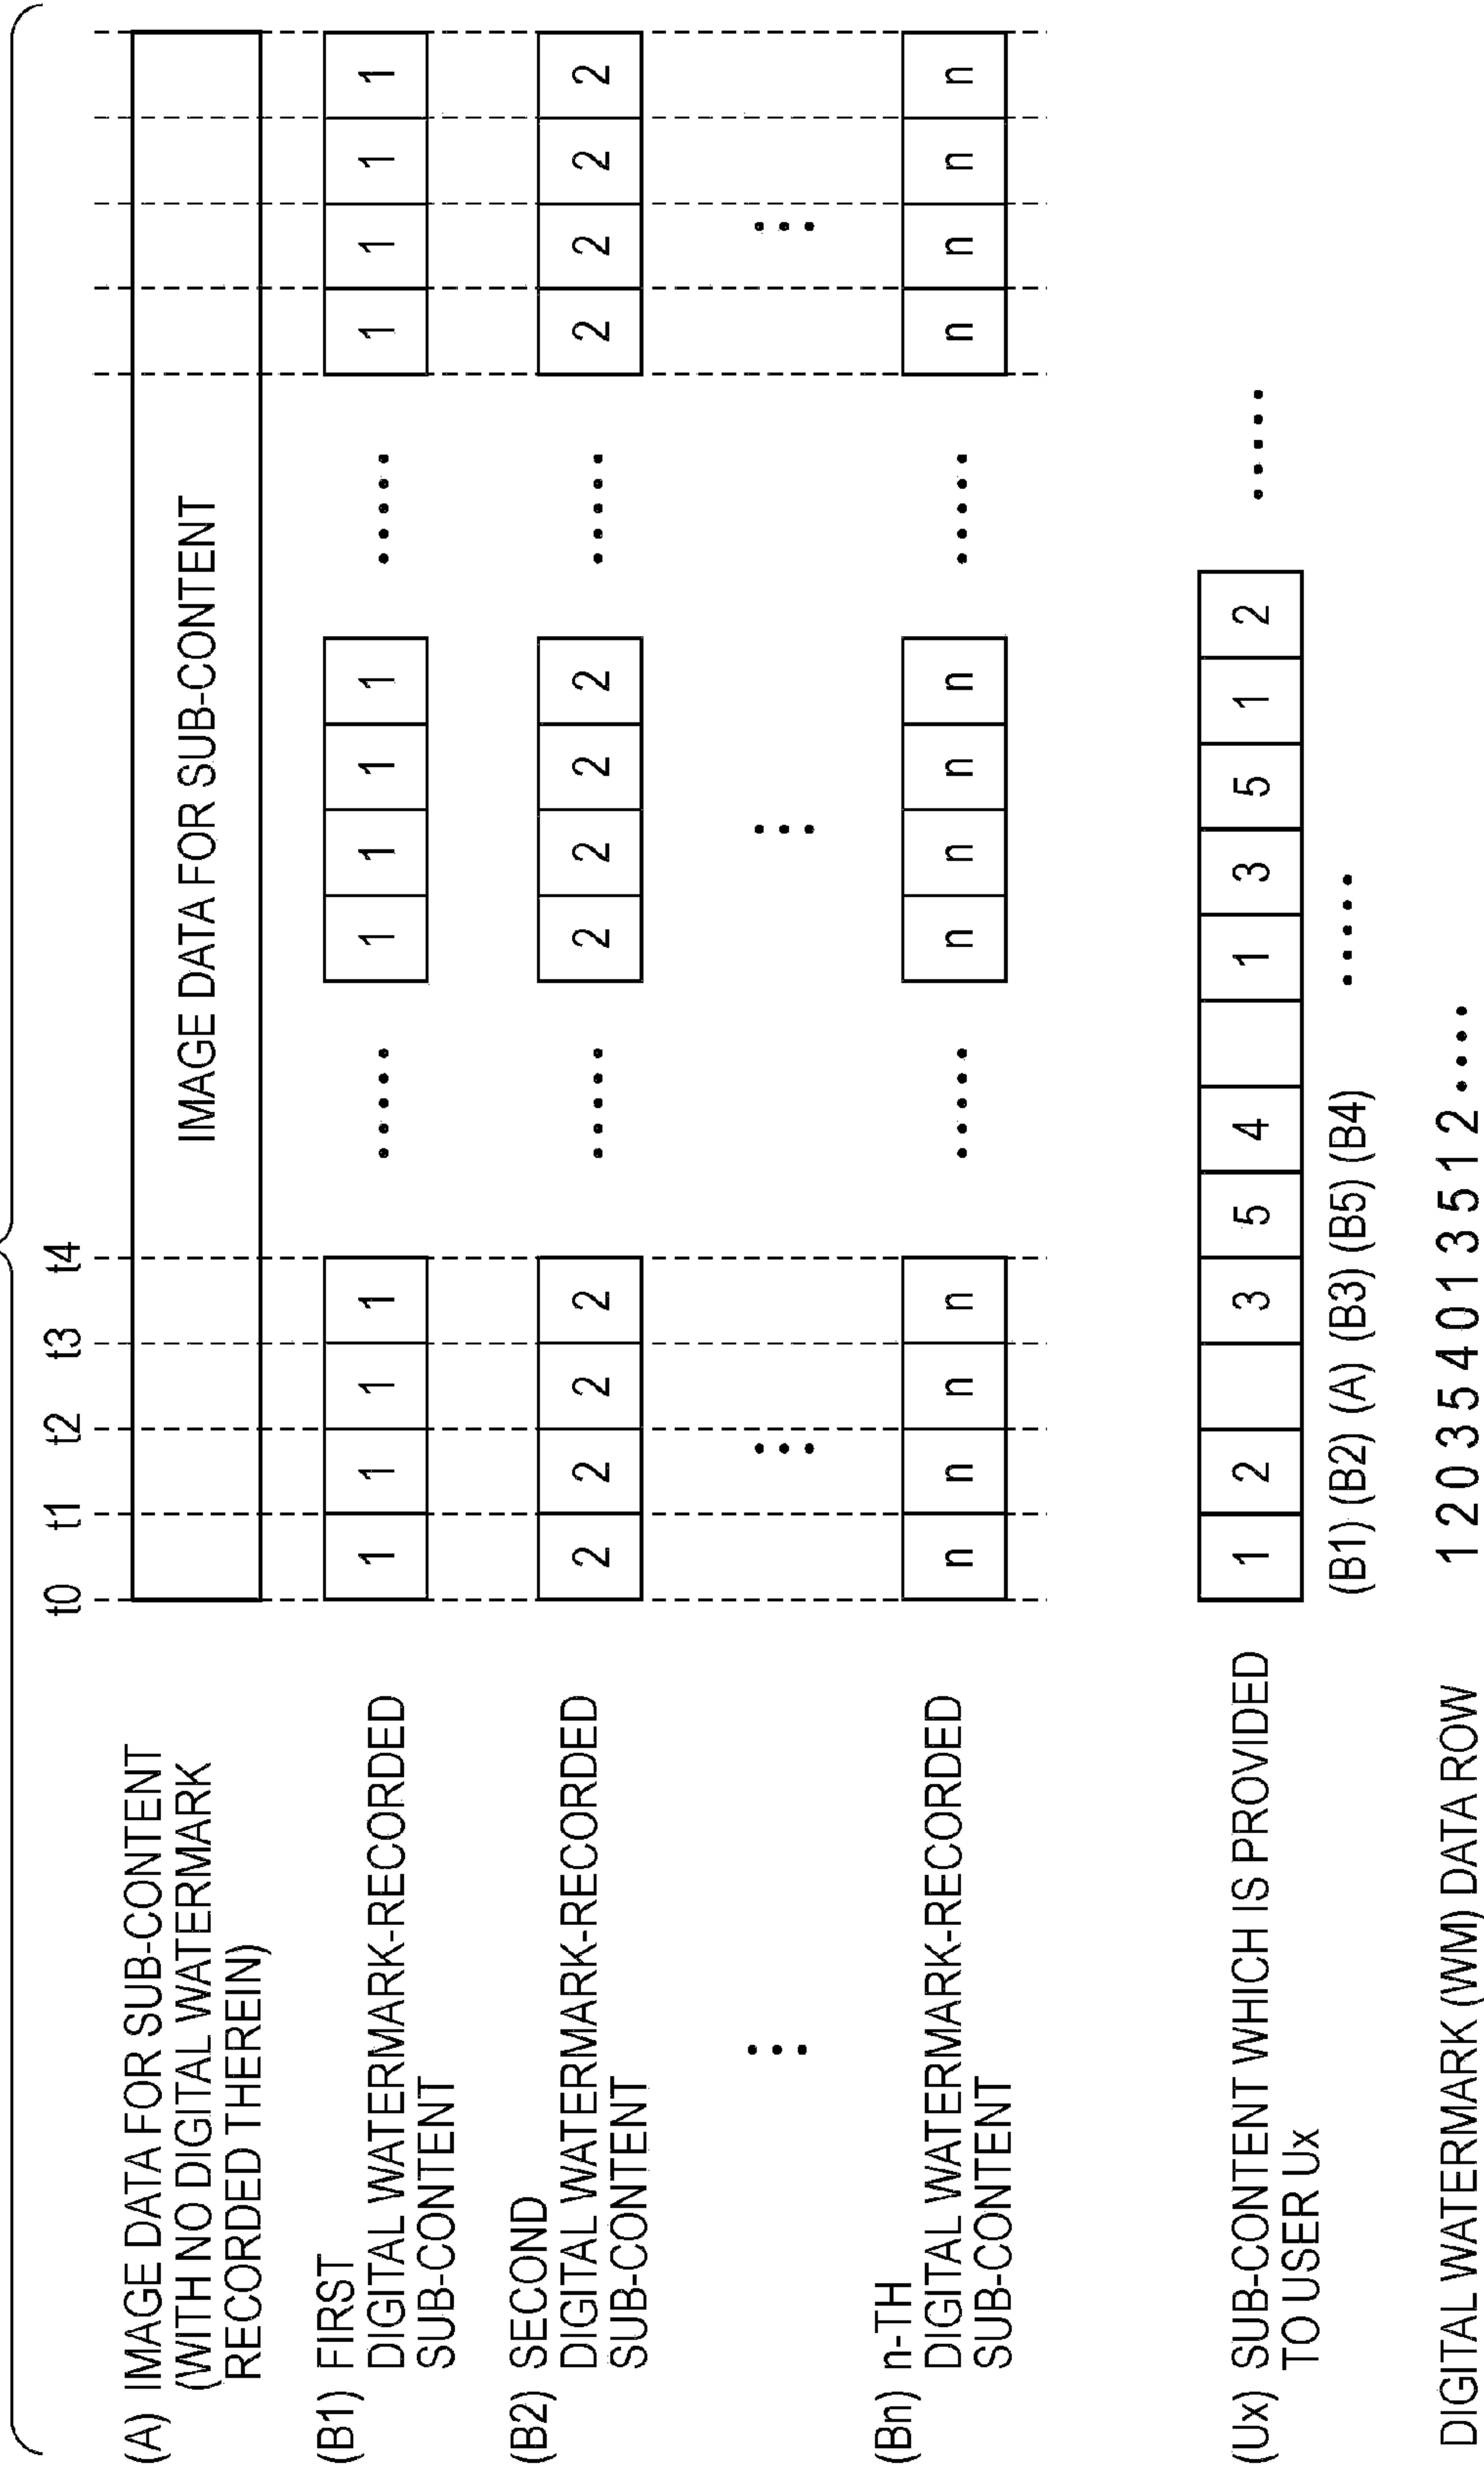 t0 t1 t2 t3 t4
(A) IMAGE DATA FOR SUB-CONTENT
(WITH NO DIGITAL WATERMARK
RECORDED THEREIN)
IMAGE DATA FOR SUB-CONTENT
(B1) FIRST
DIGITAL WATERMARK-RECORDED
SUB-CONTENT
1 1 1 1 ..... 1 1 1 1 ..... 1 1 1 1
(B2) SECOND
DIGITAL WATERMARK-RECORDED
SUB-CONTENT
2 2 2 2 ..... 2 2 2 2 ..... 2 2 2 2
... ... ... ...
(Bn) n-TH
DIGITAL WATERMARK-RECORDED
SUB-CONTENT
n n n n ..... n n n n ..... n n n n
(Ux) SUB-CONTENT WHICH IS PROVIDED
TO USER Ux
1 2 3 5 4 1 3 5 1 2 .....
(B1) (B2) (A) (B3) (B5) (B4) .....
DIGITAL WATERMARK (WM) DATA ROW 1 2 0 3 5 4 0 1 3 5 1 2 ....